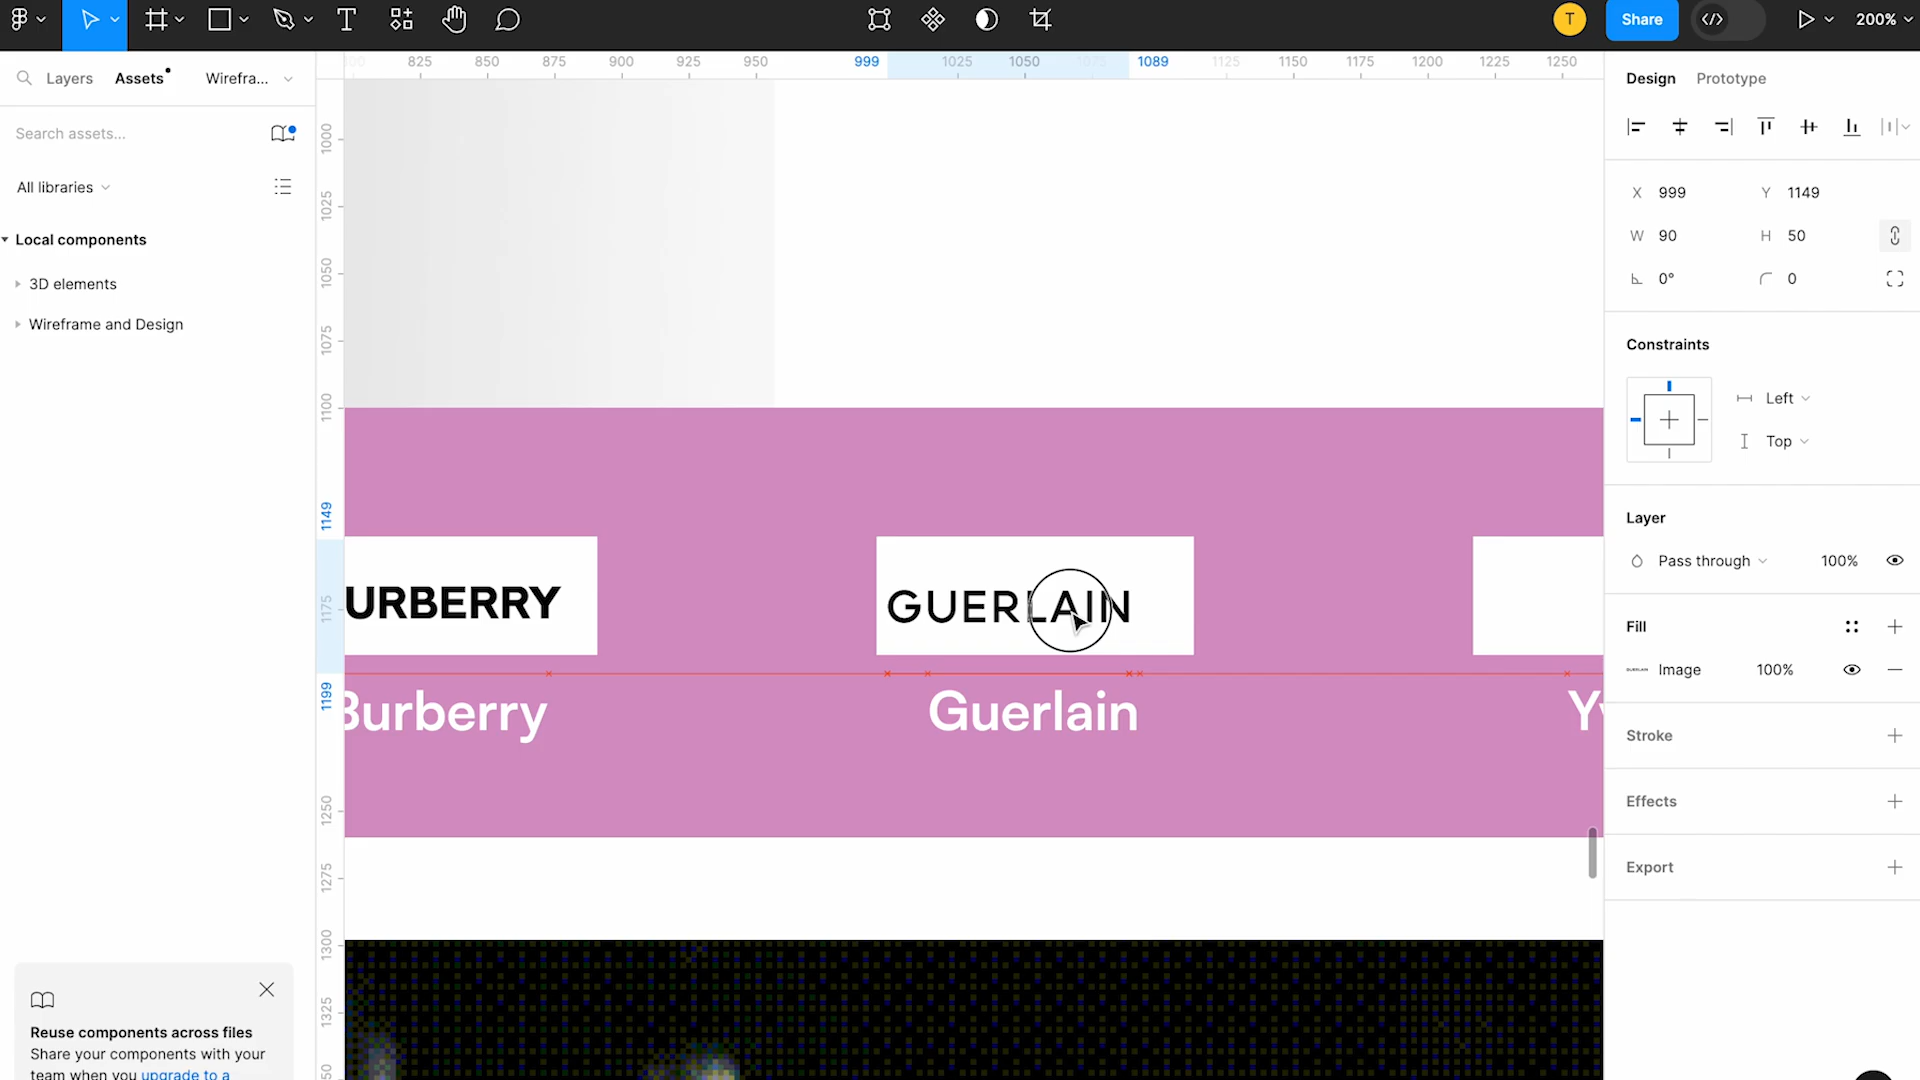 T
Share
200%
Layers
Assets
Wirefra...
825
850
875
900
925
950
999
1025
1050
1089
1125
1150
1175
1200
1225
1250
Design
Prototype
Search assets...
All libraries
Local components
3D elements
Wireframe and Design
1000
1025
1050
1075
1100
1149
1175
1199
1250
1275
1300
1325
X 999
Y 1149
W 90
H 50
0°
0
Constraints
Left
Top
Layer
Pass through
100%
Fill
GUERLAIN
Image
100%
Stroke
Effects
Export
URBERRY
GUERLAIN
Burberry
Guerlain
Reuse components across files
Share your components with your
team when you upgrade to a